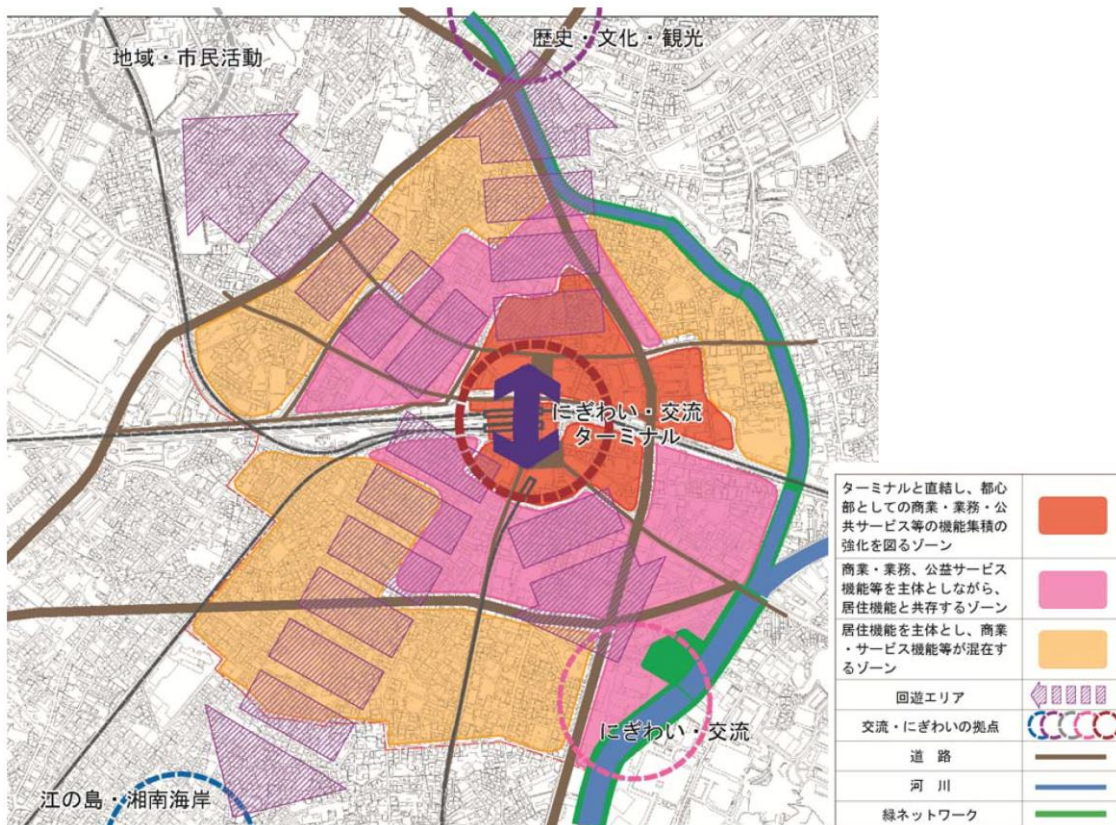 歴史・文化・観光
地域・市民活動
にぎわい・交流
ターミナル
にぎわい・交流
江の島・湘南海岸
ターミナルと直結し、都心
部としての商業・業務・公
共サービス等の機能集積の
強化を図るゾーン
商業・業務、公益サービス
機能等を主体としながら、
居住機能と共存するゾーン
居住機能を主体とし、商業
・サービス機能等が混在す
るゾーン
回遊エリア
交流・にぎわいの拠点
道　路
河　川
緑ネットワーク